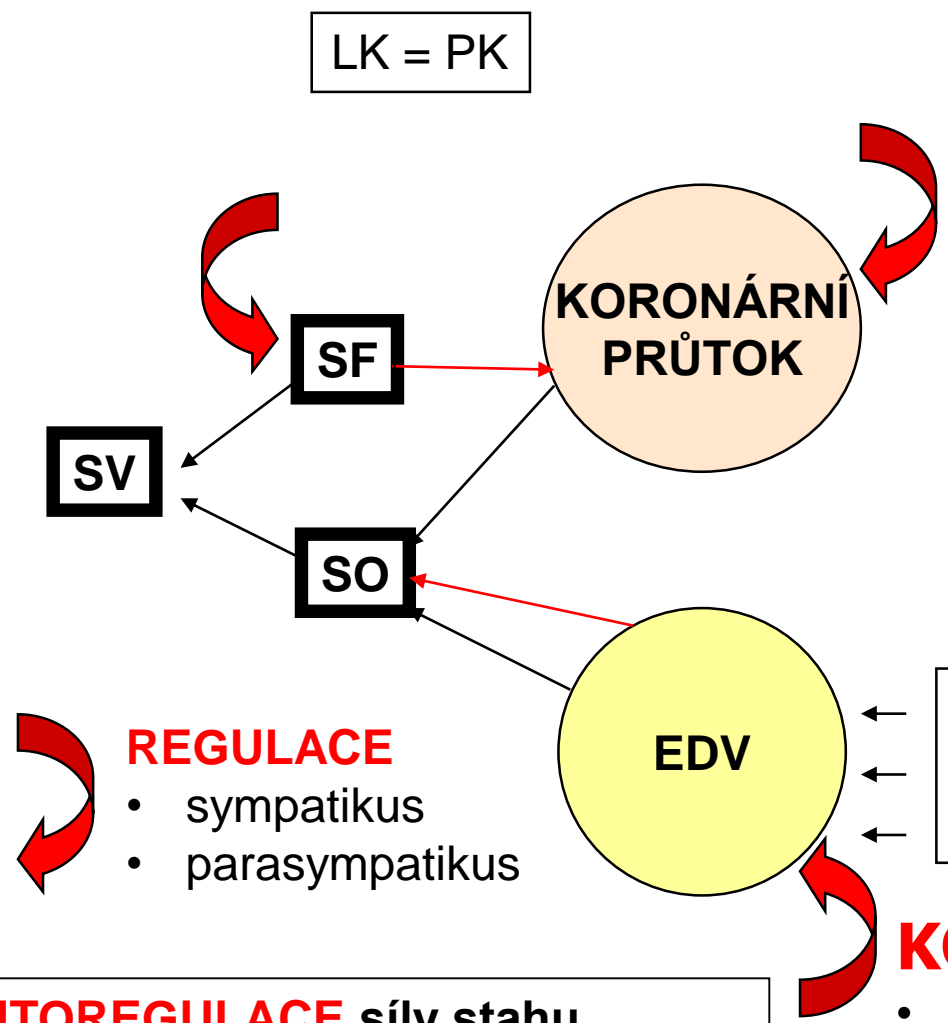 LK = PK
KORONÁRNÍ
PRŮTOK
SF
SV
SO
EDV
REGULACE
• sympatikus
• parasympatikus
síly stahu